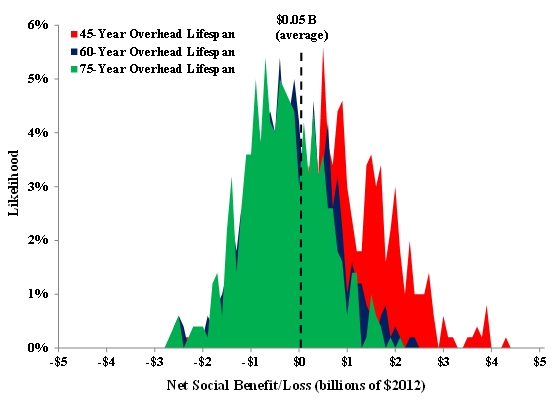 $0.05 B
(average)
45-Year Overhead Lifespan
60-Year Overhead Lifespan
75-Year Overhead Lifespan
6%
5%
4%
3%
2%
1%
0%
Likelihood
-$5
-$4
-$3
-$2
-$1
$0
$1
$2
$3
$4
$5
Net Social Benefit/Loss (billions of $2012)